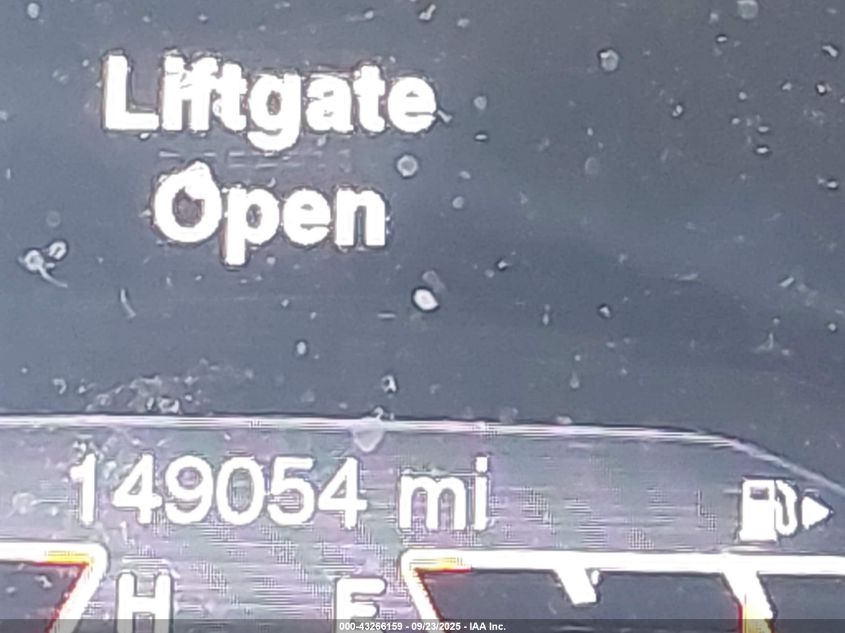 Liftgate
Open
149054 mi
H E
000-43266159 - 09/23/2025 - IAA Inc.